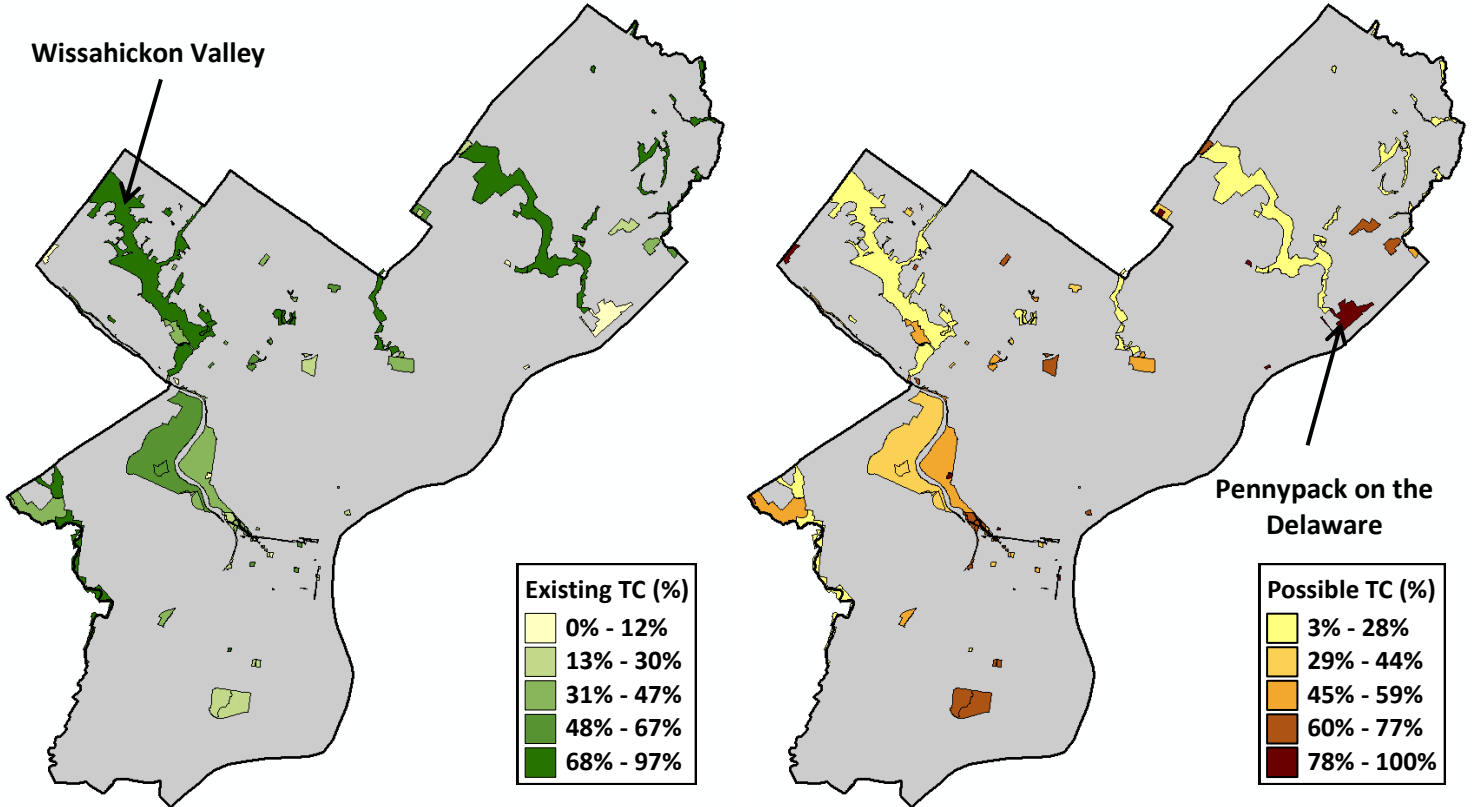 Wissahickon Valley
Existing TC (%)
0% - 12%
13% - 30%
31% - 47%
48% - 67%
68% - 97%
Pennypack on the
Delaware
Possible TC (%)
3% - 28%
29% - 44%
45% - 59%
60% - 77%
78% - 100%